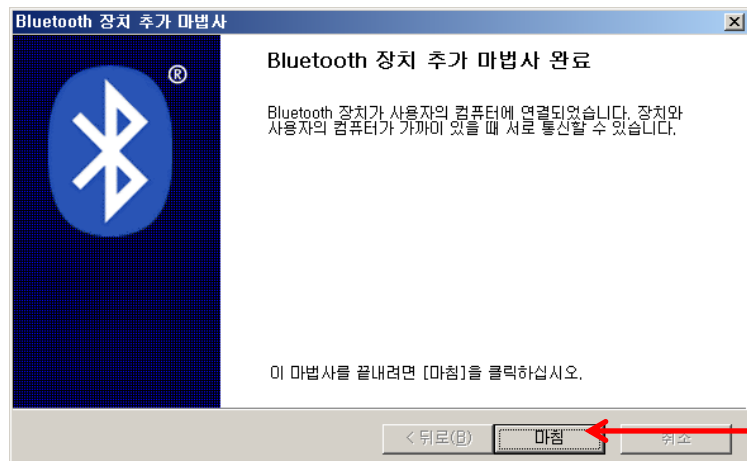 Bluetooth 장치 추가 마법사
®
Bluetooth 장치 추가 마법사 완료
Bluetooth 장치가 사용자의 컴퓨터에 연결되었습니다. 장치와
사용자의 컴퓨터가 가까이 있을 때 서로 통신할 수 있습니다.
이 마법사를 끝내려면 [마침]을 클릭하십시오.
< 뒤로(B) 마침 취소